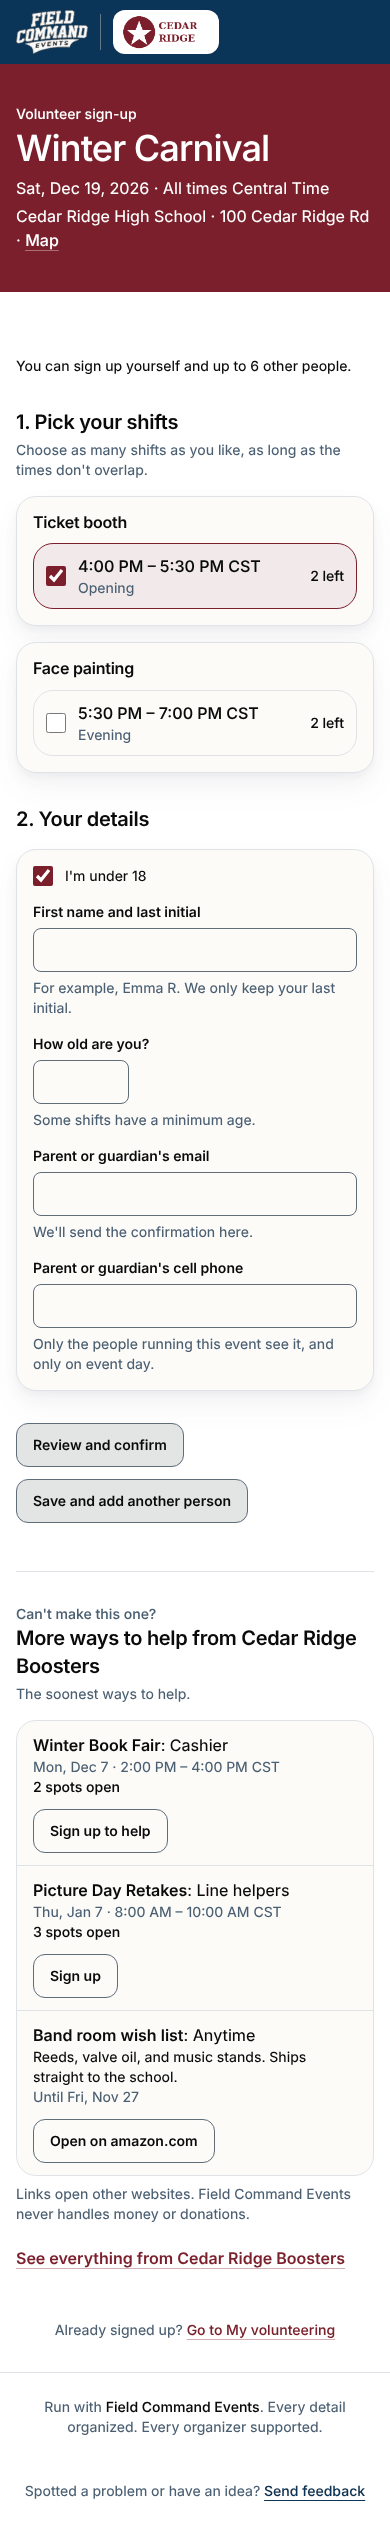 FIELD
COMMAND
EVENTS
CEDAR
RIDGE
Volunteer sign-up
Winter Carnival
Sat, Dec 19, 2026 · All times Central Time
Cedar Ridge High School · 100 Cedar Ridge Rd
· Map
You can sign up yourself and up to 6 other people.
1. Pick your shifts
Choose as many shifts as you like, as long as the
times don't overlap.
Ticket booth
4:00 PM – 5:30 PM CST
2 left
Opening
Face painting
5:30 PM – 7:00 PM CST
2 left
Evening
2. Your details
I'm under 18
First name and last initial
For example, Emma R. We only keep your last
initial.
How old are you?
Some shifts have a minimum age.
Parent or guardian's email
We'll send the confirmation here.
Parent or guardian's cell phone
Only the people running this event see it, and
only on event day.
Review and confirm
Save and add another person
Can't make this one?
More ways to help from Cedar Ridge
Boosters
The soonest ways to help.
Winter Book Fair: Cashier
Mon, Dec 7 · 2:00 PM – 4:00 PM CST
2 spots open
Sign up to help
Picture Day Retakes: Line helpers
Thu, Jan 7 · 8:00 AM – 10:00 AM CST
3 spots open
Sign up
Band room wish list: Anytime
Reeds, valve oil, and music stands. Ships
straight to the school.
Until Fri, Nov 27
Open on amazon.com
Links open other websites. Field Command Events
never handles money or donations.
See everything from Cedar Ridge Boosters
Already signed up? Go to My volunteering
Run with Field Command Events. Every detail
organized. Every organizer supported.
Spotted a problem or have an idea? Send feedback